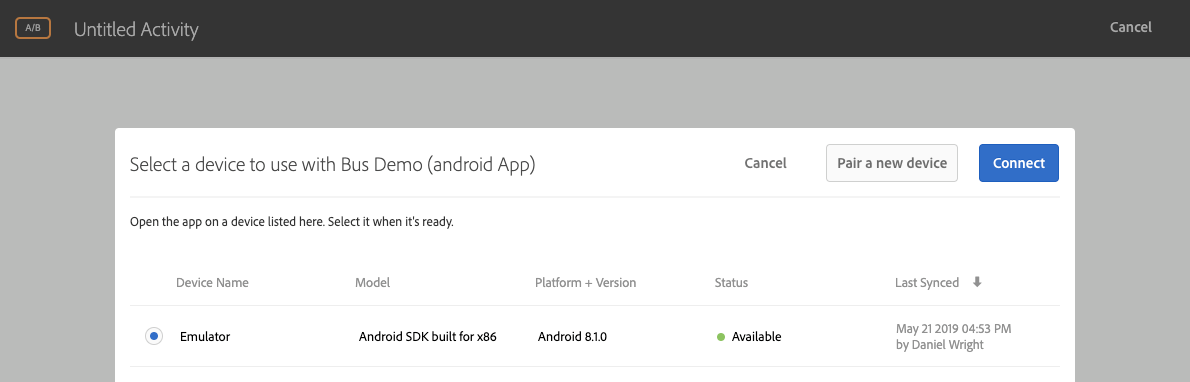 A/B Untitled Activity Cancel
Select a device to use with Bus Demo (android App) Cancel Pair a new device Connect
Open the app on a device listed here. Select it when it's ready.
Device Name Model Platform + Version Status Last Synced
Emulator Android SDK built for x86 Android 8.1.0 Available May 21 2019 04:53 PM
by Daniel Wright